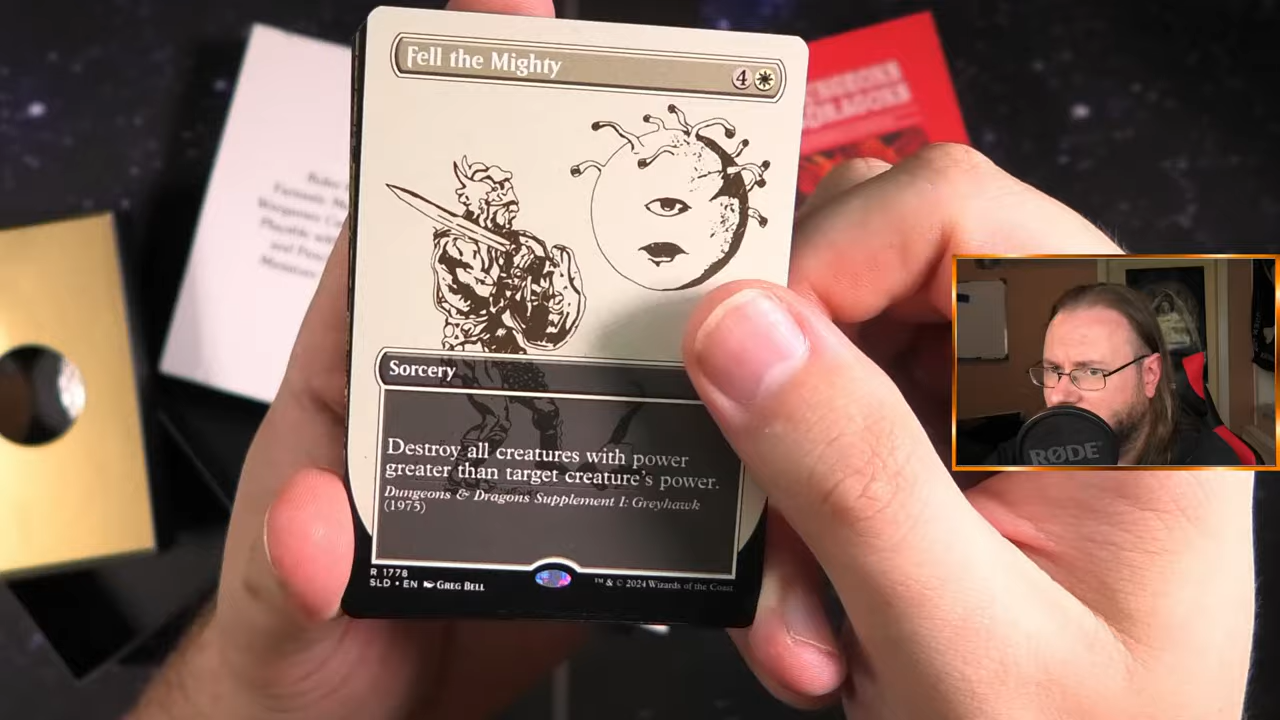 Fell the Mighty
4
Sorcery
Destroy all creatures with power
greater than target creature's power.
Dungeons & Dragons Supplement I: Greyhawk
(1975)
R 1778
SLD • EN Greg Bell
™ & © 2024 Wizards of the Coast
RØDE